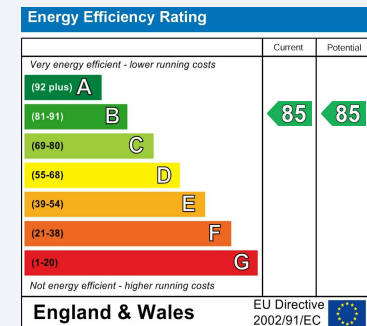 Energy Efficiency Rating
Current Potential
Very energy efficient - lower running costs
(92 plus) A
(81-91) B 85 85
(69-80) C
(55-68) D
(39-54) E
(21-38) F
(1-20) G
Not energy efficient - higher running costs
England & Wales
EU Directive
2002/91/EC